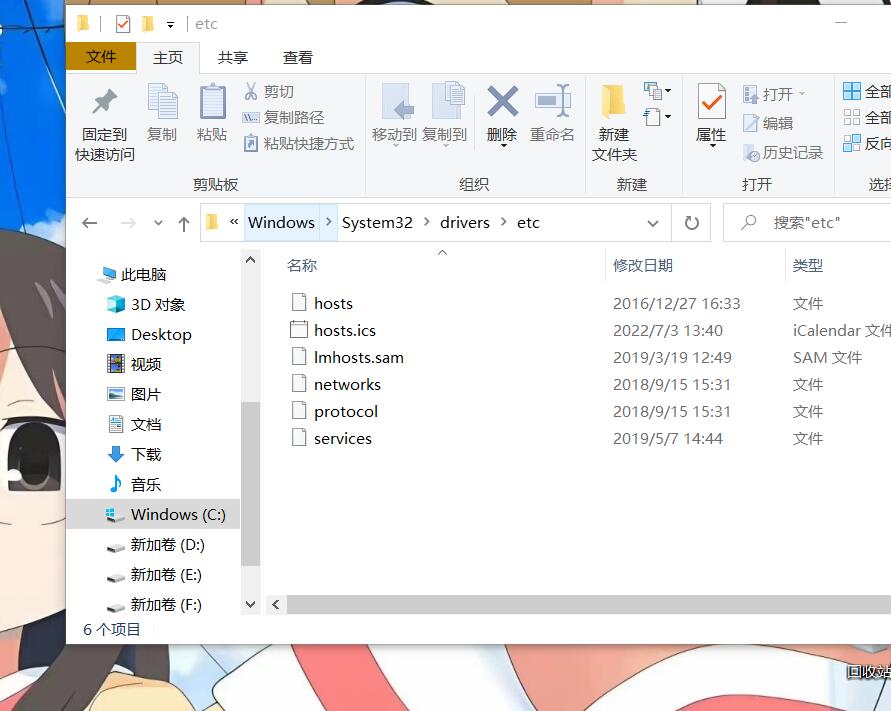 etc
文件 主页 共享 查看
固定到快速访问 复制 粘贴 剪切 复制路径 粘贴快捷方式
移动到 复制到 删除 重命名
新建文件夹
属性 打开 编辑 历史记录
全部 全部 反向
剪贴板 组织 新建 打开 选择
« Windows > System32 > drivers > etc
搜索"etc"
名称 修改日期 类型
此电脑
3D 对象
Desktop
视频
图片
文档
下载
音乐
Windows (C:)
新加卷 (D:)
新加卷 (E:)
新加卷 (F:)
hosts 2016/12/27 16:33 文件
hosts.ics 2022/7/3 13:40 iCalendar 文件
lmhosts.sam 2019/3/19 12:49 SAM 文件
networks 2018/9/15 15:31 文件
protocol 2018/9/15 15:31 文件
services 2019/5/7 14:44 文件
6 个项目
回收站